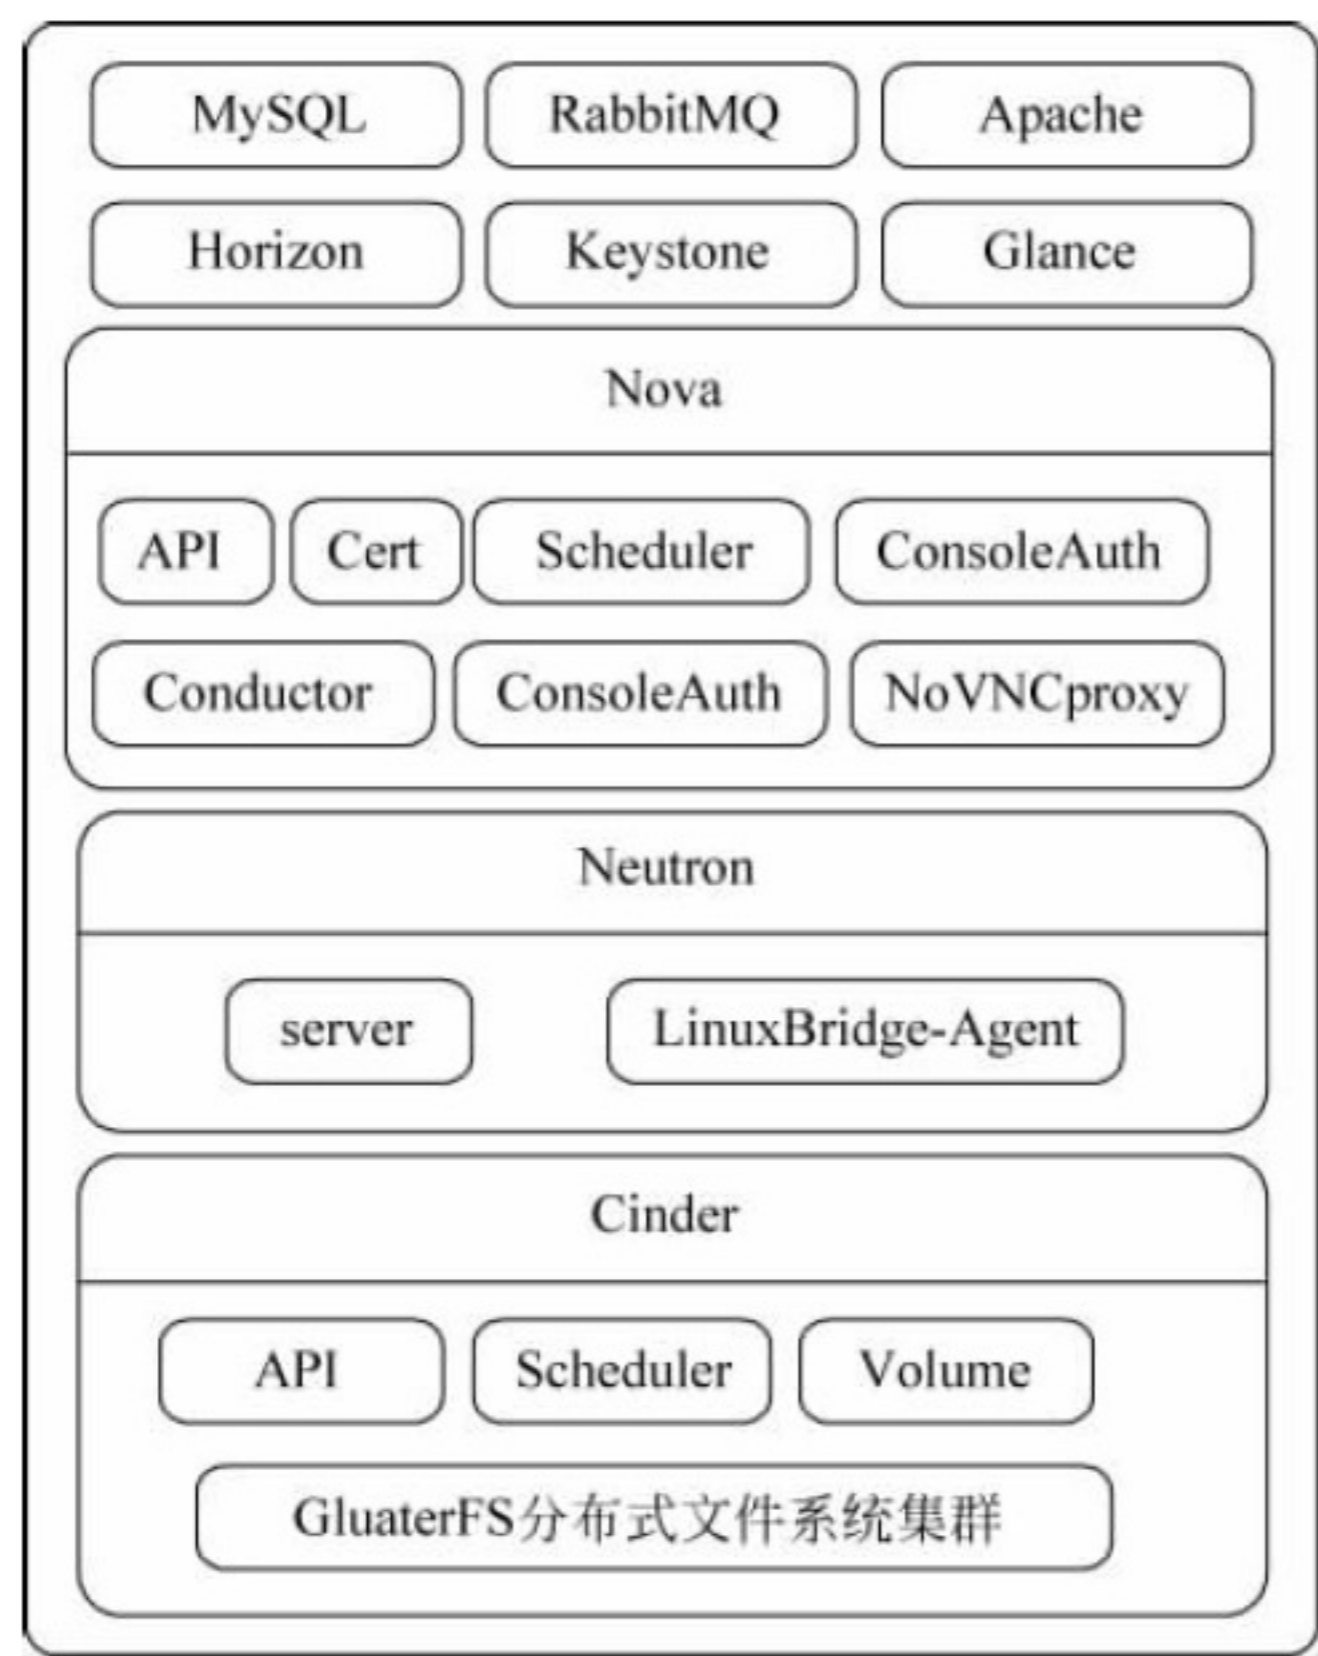 MySQL RabbitMQ Apache
Horizon Keystone Glance
Nova
API Cert Scheduler ConsoleAuth
Conductor ConsoleAuth NoVNCproxy
Neutron
server LinuxBridge-Agent
Cinder
API Scheduler Volume
GluaterFS分布式文件系统集群